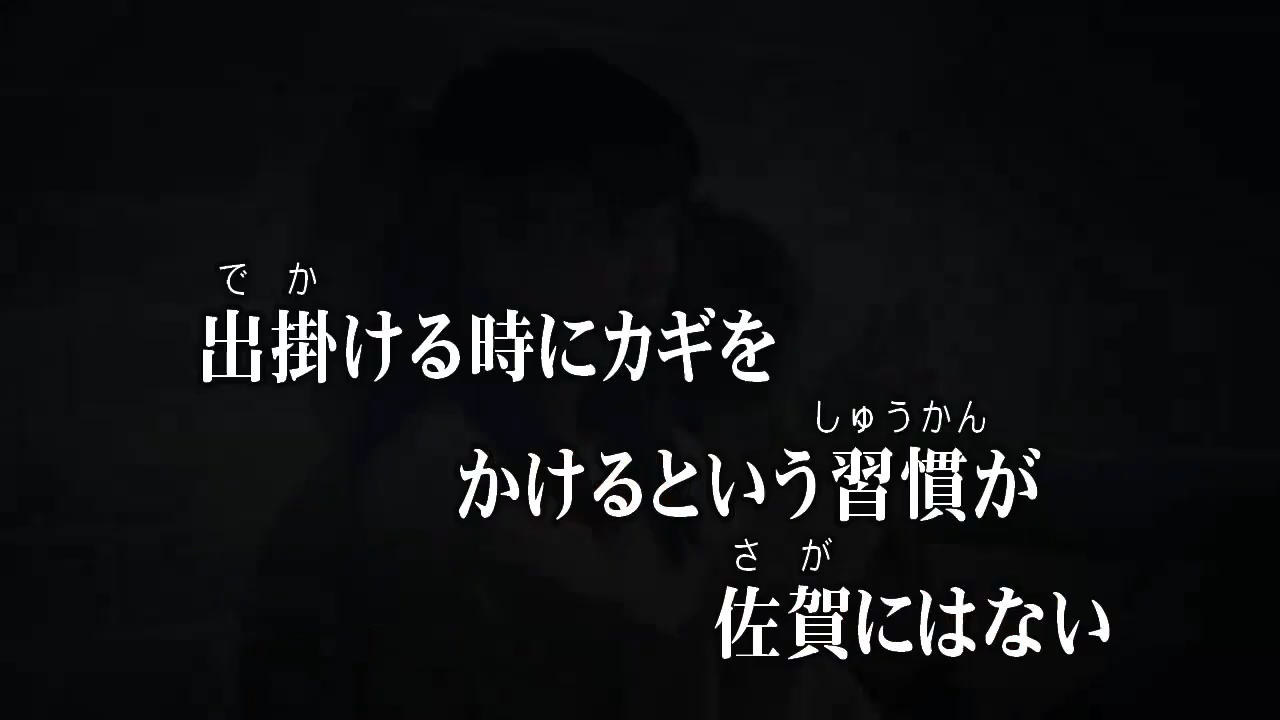 で か
出掛ける時にカギを
しゅうかん
かけるという習慣が
さ が
佐賀にはない